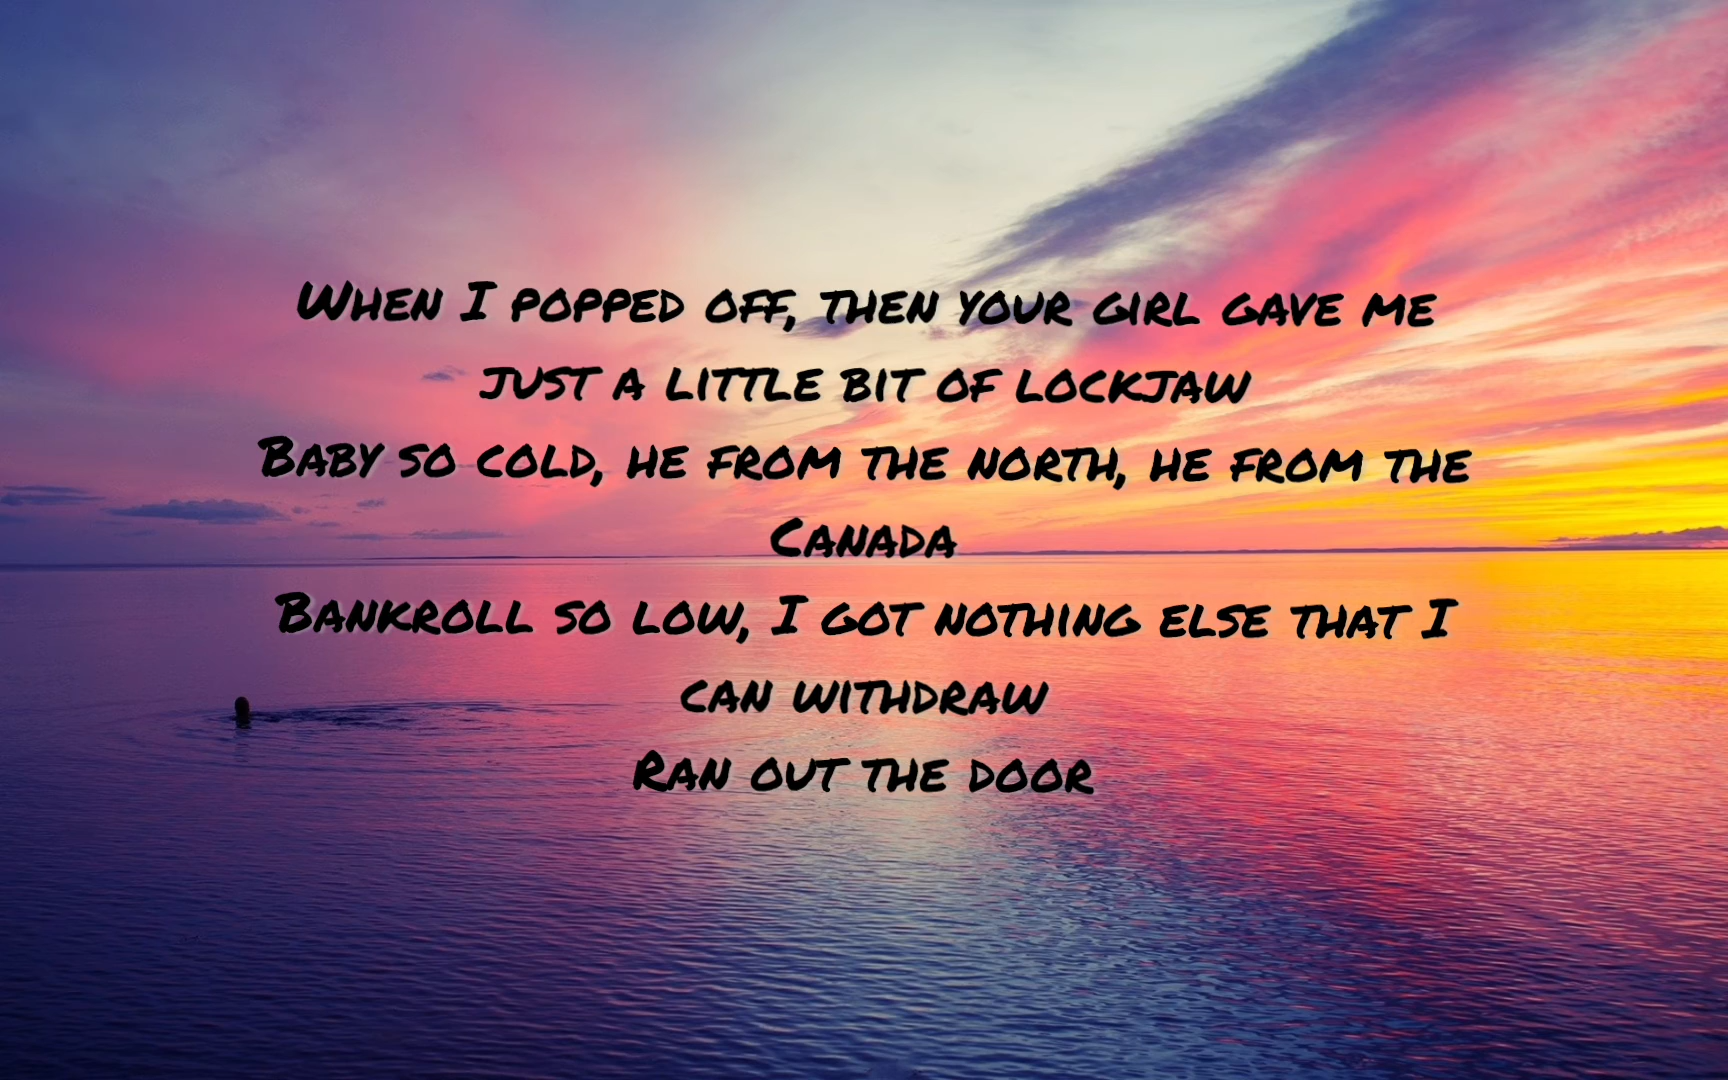 When I popped off, then your girl gave me
just a little bit of lockjaw
Baby so cold, he from the north, he from the
Canada
Bankroll so low, I got nothing else that I
can withdraw
Ran out the door